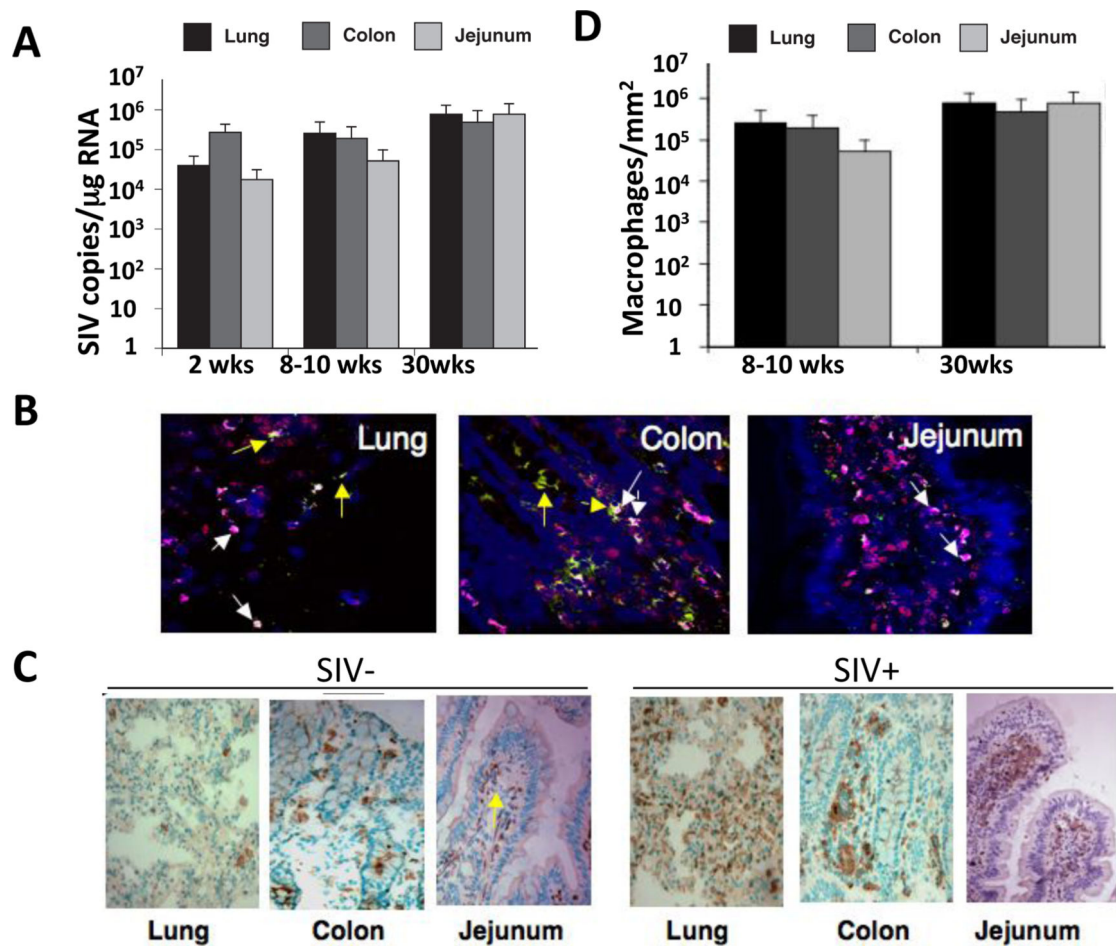 A
Lung Colon Jejunum
SIV copies/μg RNA
10⁷
10⁶
10⁵
10⁴
10³
10²
10
1
2 wks 8-10 wks 30wks
D
Lung Colon Jejunum
Macrophages/mm²
10⁷
10⁶
10⁵
10⁴
10³
10²
10
1
8-10 wks 30wks
B
Lung
Colon
Jejunum
C
SIV- SIV+
Lung Colon Jejunum Lung Colon Jejunum